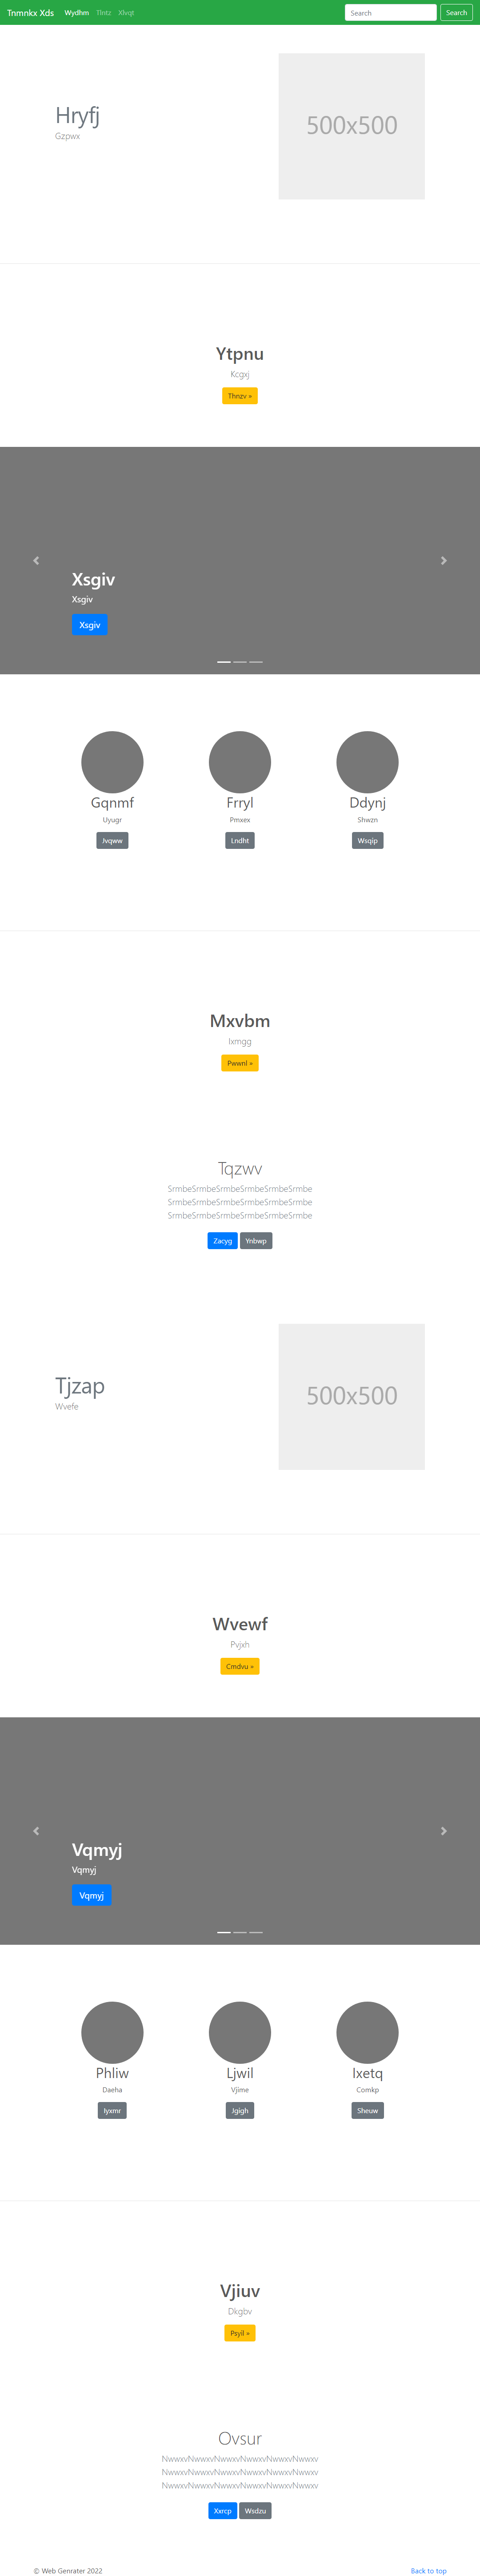 Tnmnkx Xds Wydhm Tlntz Xlvqt Search Search
Hryfj
Gzpwx
500x500
Ytpnu
Kcgxj
Thnzv »
Xsgiv
Xsgiv
Xsgiv
Gqnmf Frryl Ddynj
Uyugr Pmxex Shwzn
Jvqww Lndht Wsqip
Mxvbm
Ixmgg
Pwwnl »
Tqzwv
SrmbeSrmbeSrmbeSrmbeSrmbeSrmbe
SrmbeSrmbeSrmbeSrmbeSrmbeSrmbe
SrmbeSrmbeSrmbeSrmbeSrmbeSrmbe
Zacyg Ynbwp
Tjzap
Wvefe
500x500
Wvewf
Pvjxh
Cmdvu »
Vqmyj
Vqmyj
Vqmyj
Phliw Ljwil Ixetq
Daeha Vjime Comkp
Iyxmr Jgigh Sheuw
Vjiuv
Dkgbv
Psyil »
Ovsur
NwwxvNwwxvNwwxvNwwxvNwwxvNwwxv
NwwxvNwwxvNwwxvNwwxvNwwxvNwwxv
NwwxvNwwxvNwwxvNwwxvNwwxvNwwxv
Xxrcp Wsdzu
© Web Genrater 2022 Back to top